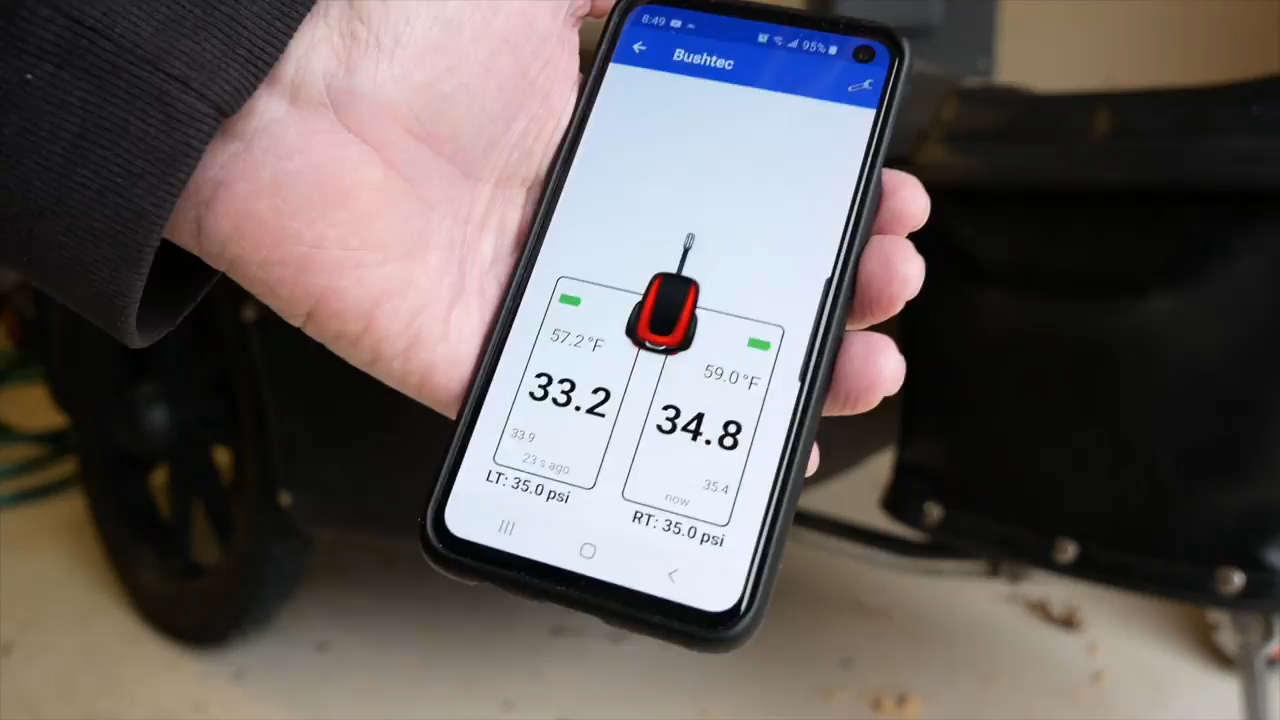 8:49
95%
Bushtec
57.2°F
33.2
33.9
23 s ago
LT: 35.0 psi
59.0°F
34.8
35.4
now
RT: 35.0 psi